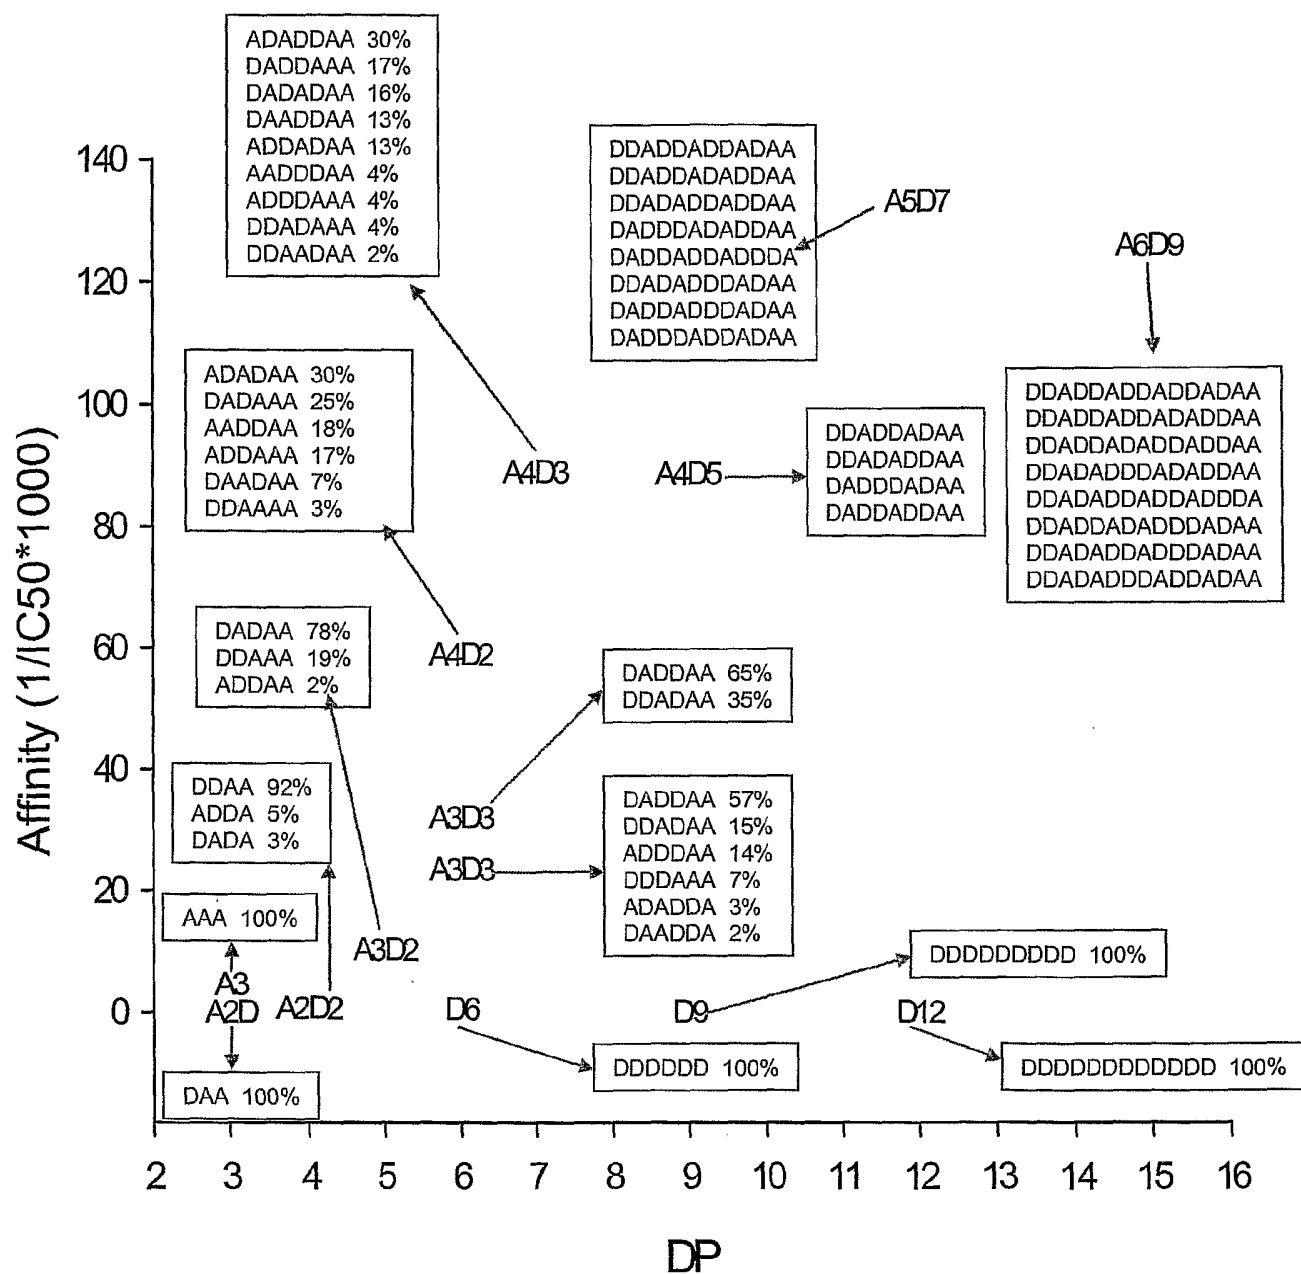 ADADDAA 30%
DADDAAA 17%
DADADAA 16%
DAADDAA 13%
ADDADAA 13%
AADDDAA 4%
ADDDAAA 4%
DDADAAA 4%
DDAADAA 2%
DDADDADDADAA
DDADDADADDAA
DDADADDADDAA
DADDDADADDAA
DADDADDADDDA
DDADADDDADAA
DADDADDDADAA
DADDDADDADAA
A5D7
A6D9
140
120
100
80
60
40
20
0
Affinity (1/IC50*1000)
ADADAA 30%
DADAAA 25%
AADDAA 18%
ADDAAA 17%
DAADAA 7%
DDAAAA 3%
A4D3
A4D5
DDADDADAA
DDADADDAA
DADDDADAA
DADDADDAA
DDADDADDADDADAA
DDADDADDADADDAA
DDADDADADDADDAA
DDADADDDADADDAA
DDADADDADDADDDA
DDADDADADDDADAA
DDADADDADDDADAA
DDADADDDADDADAA
DADAA 78%
DDAAA 19%
ADDAA 2%
A4D2
DADDAA 65%
DDADAA 35%
DDAA 92%
ADDA 5%
DADA 3%
A3D3
A3D3
DADDAA 57%
DDADAA 15%
ADDDAA 14%
DDDAAA 7%
ADADDA 3%
DAADDA 2%
AAA 100%
A3
A2D
A2D2
A3D2
D6
D9
D12
DDDDDDDDD 100%
DAA 100%
DDDDDD 100%
DDDDDDDDDDDD 100%
2 3 4 5 6 7 8 9 10 11 12 13 14 15 16
DP